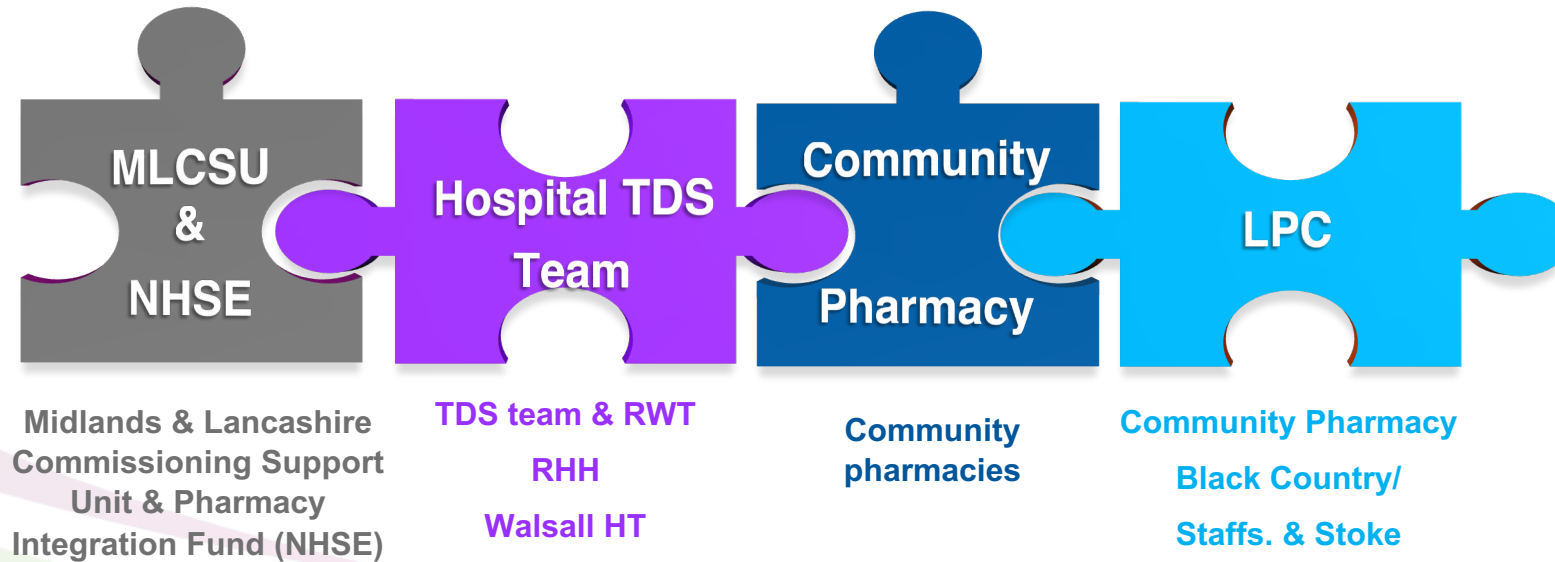 MLCSU
&
NHSE
Hospital TDS
Team
Community
Pharmacy
LPC
Midlands & Lancashire
Commissioning Support
Unit & Pharmacy
Integration Fund (NHSE)
TDS team & RWT
RHH
Walsall HT
Community
pharmacies
Community Pharmacy
Black Country/
Staffs. & Stoke